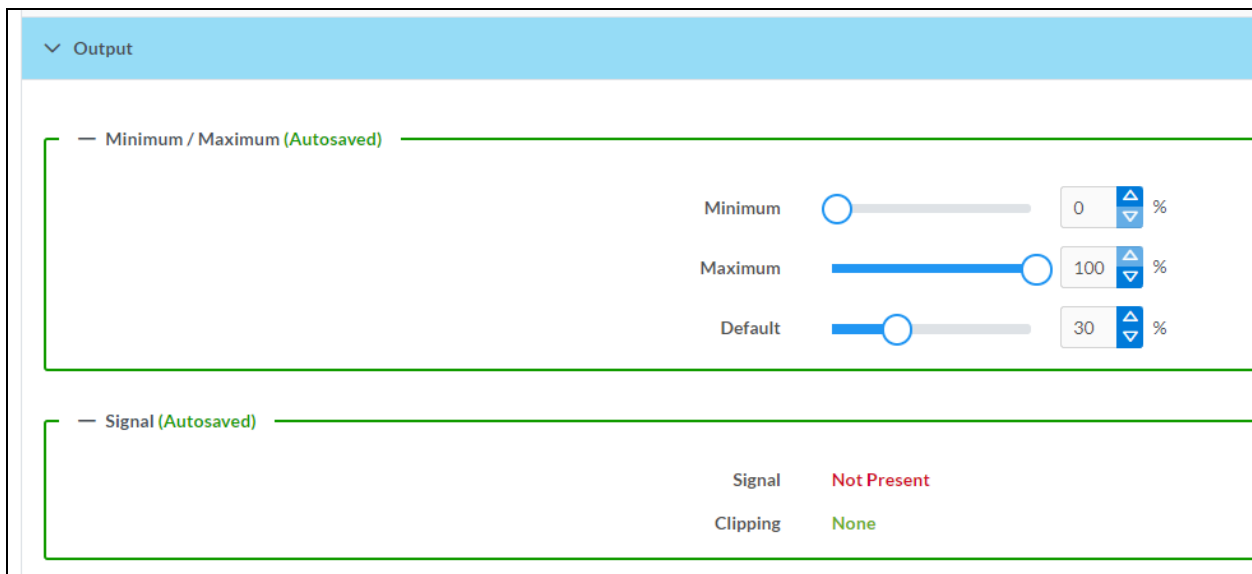 Output
Minimum / Maximum (Autosaved)
Minimum 0 %
Maximum 100 %
Default 30 %
Signal (Autosaved)
Signal Not Present
Clipping None